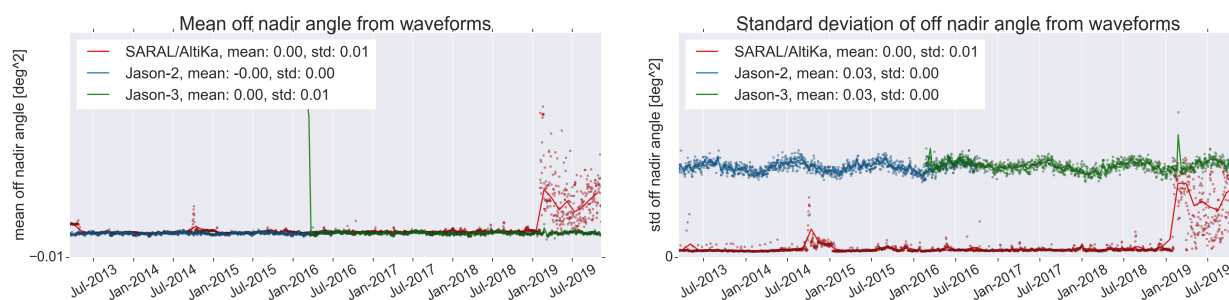 Mean off nadir angle from waveforms
mean off nadir angle [deg^2]
SARAL/AltiKa, mean: 0.00, std: 0.01
Jason-2, mean: -0.00, std: 0.00
Jason-3, mean: 0.00, std: 0.01
−0.01
Jul-2013 Jan-2014 Jul-2014 Jan-2015 Jul-2015 Jan-2016 Jul-2016 Jan-2017 Jul-2017 Jan-2018 Jul-2018 Jan-2019 Jul-2019
Standard deviation of off nadir angle from waveforms
std off nadir angle [deg^2]
SARAL/AltiKa, mean: 0.00, std: 0.01
Jason-2, mean: 0.03, std: 0.00
Jason-3, mean: 0.03, std: 0.00
0
Jul-2013 Jan-2014 Jul-2014 Jan-2015 Jul-2015 Jan-2016 Jul-2016 Jan-2017 Jul-2017 Jan-2018 Jul-2018 Jan-2019 Jul-2019